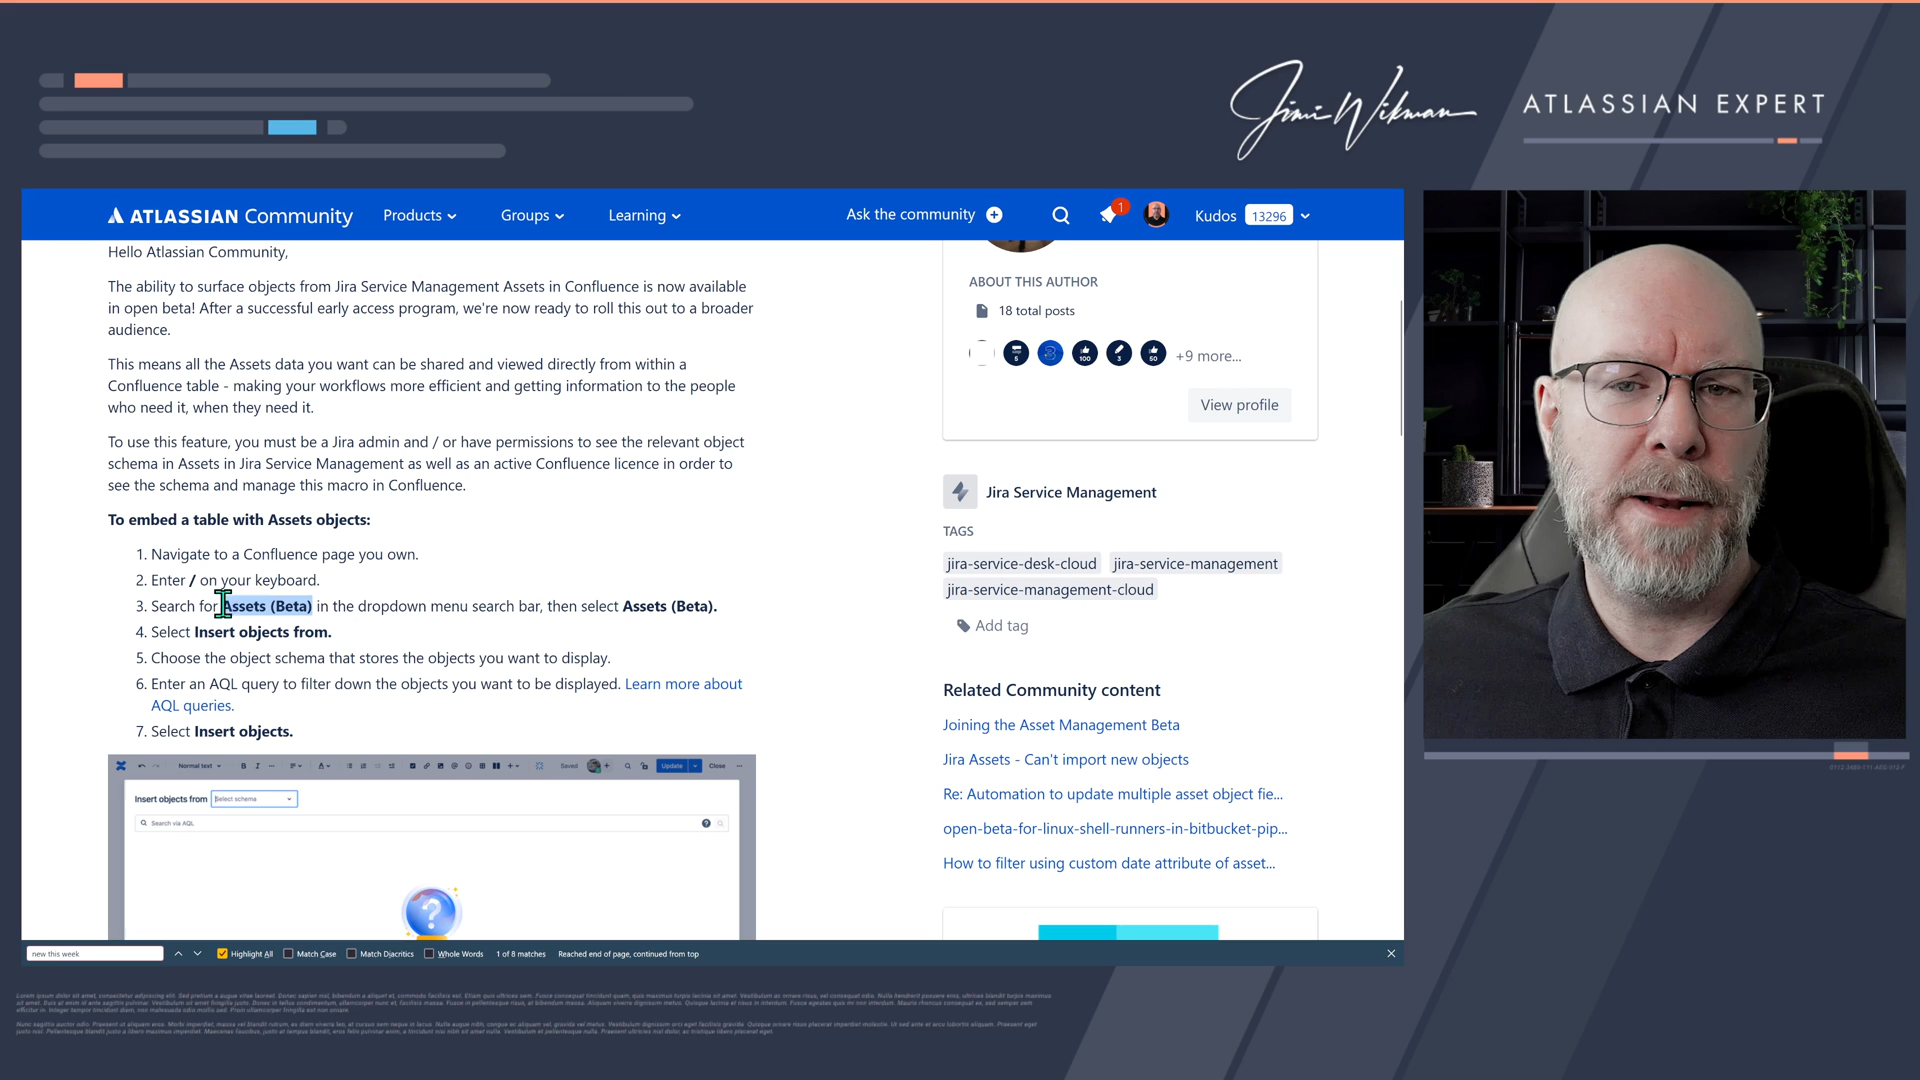 Jimi Wikman
ATLASSIAN EXPERT
ATLASSIAN Community
Products
Groups
Learning
Ask the community
1
Kudos
13296
Hello Atlassian Community,
The ability to surface objects from Jira Service Management Assets in Confluence is now available
in open beta! After a successful early access program, we're now ready to roll this out to a broader
audience.
This means all the Assets data you want can be shared and viewed directly from within a
Confluence table - making your workflows more efficient and getting information to the people
who need it, when they need it.
To use this feature, you must be a Jira admin and / or have permissions to see the relevant object
schema in Assets in Jira Service Management as well as an active Confluence licence in order to
see the schema and manage this macro in Confluence.
To embed a table with Assets objects:
1. Navigate to a Confluence page you own.
2. Enter / on your keyboard.
3. Search for Assets (Beta) in the dropdown menu search bar, then select Assets (Beta).
4. Select Insert objects from.
5. Choose the object schema that stores the objects you want to display.
6. Enter an AQL query to filter down the objects you want to be displayed. Learn more about
AQL queries.
7. Select Insert objects.
Normal text
Saved
Update
Close
Insert objects from
Select schema
Search via AQL
ABOUT THIS AUTHOR
18 total posts
5
3
100
3
50
+9 more...
View profile
Jira Service Management
TAGS
jira-service-desk-cloud
jira-service-management
jira-service-management-cloud
Add tag
Related Community content
Joining the Asset Management Beta
Jira Assets - Can't import new objects
Re: Automation to update multiple asset object fie...
open-beta-for-linux-shell-runners-in-bitbucket-pip...
How to filter using custom date attribute of asset...
new this week
Highlight All
Match Case
Match Diacritics
Whole Words
1 of 8 matches
Reached end of page, continued from top